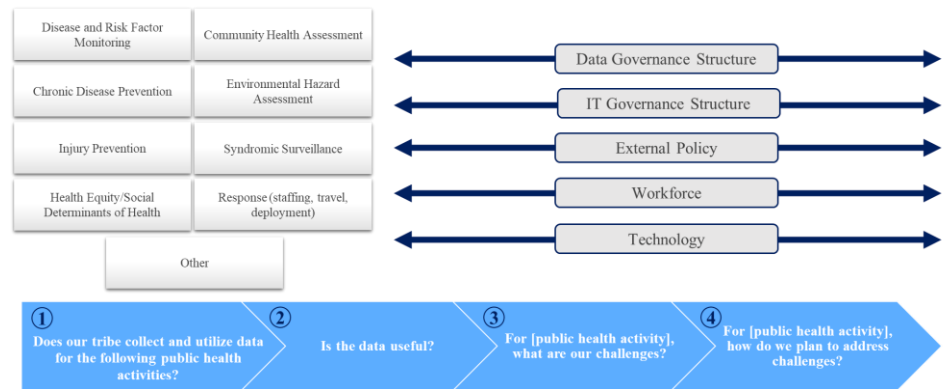 Disease and Risk Factor
Monitoring
Community Health Assessment
Chronic Disease Prevention
Environmental Hazard
Assessment
Injury Prevention
Syndromic Surveillance
Health Equity/Social
Determinants of Health
Response (staffing, travel,
deployment)
Other
Data Governance Structure
IT Governance Structure
External Policy
Workforce
Technology
1
Does our tribe collect and utilize data
for the following public health
activities?
2
Is the data useful?
3
For [public health activity],
what are our challenges?
4
For [public health activity],
how do we plan to address
challenges?